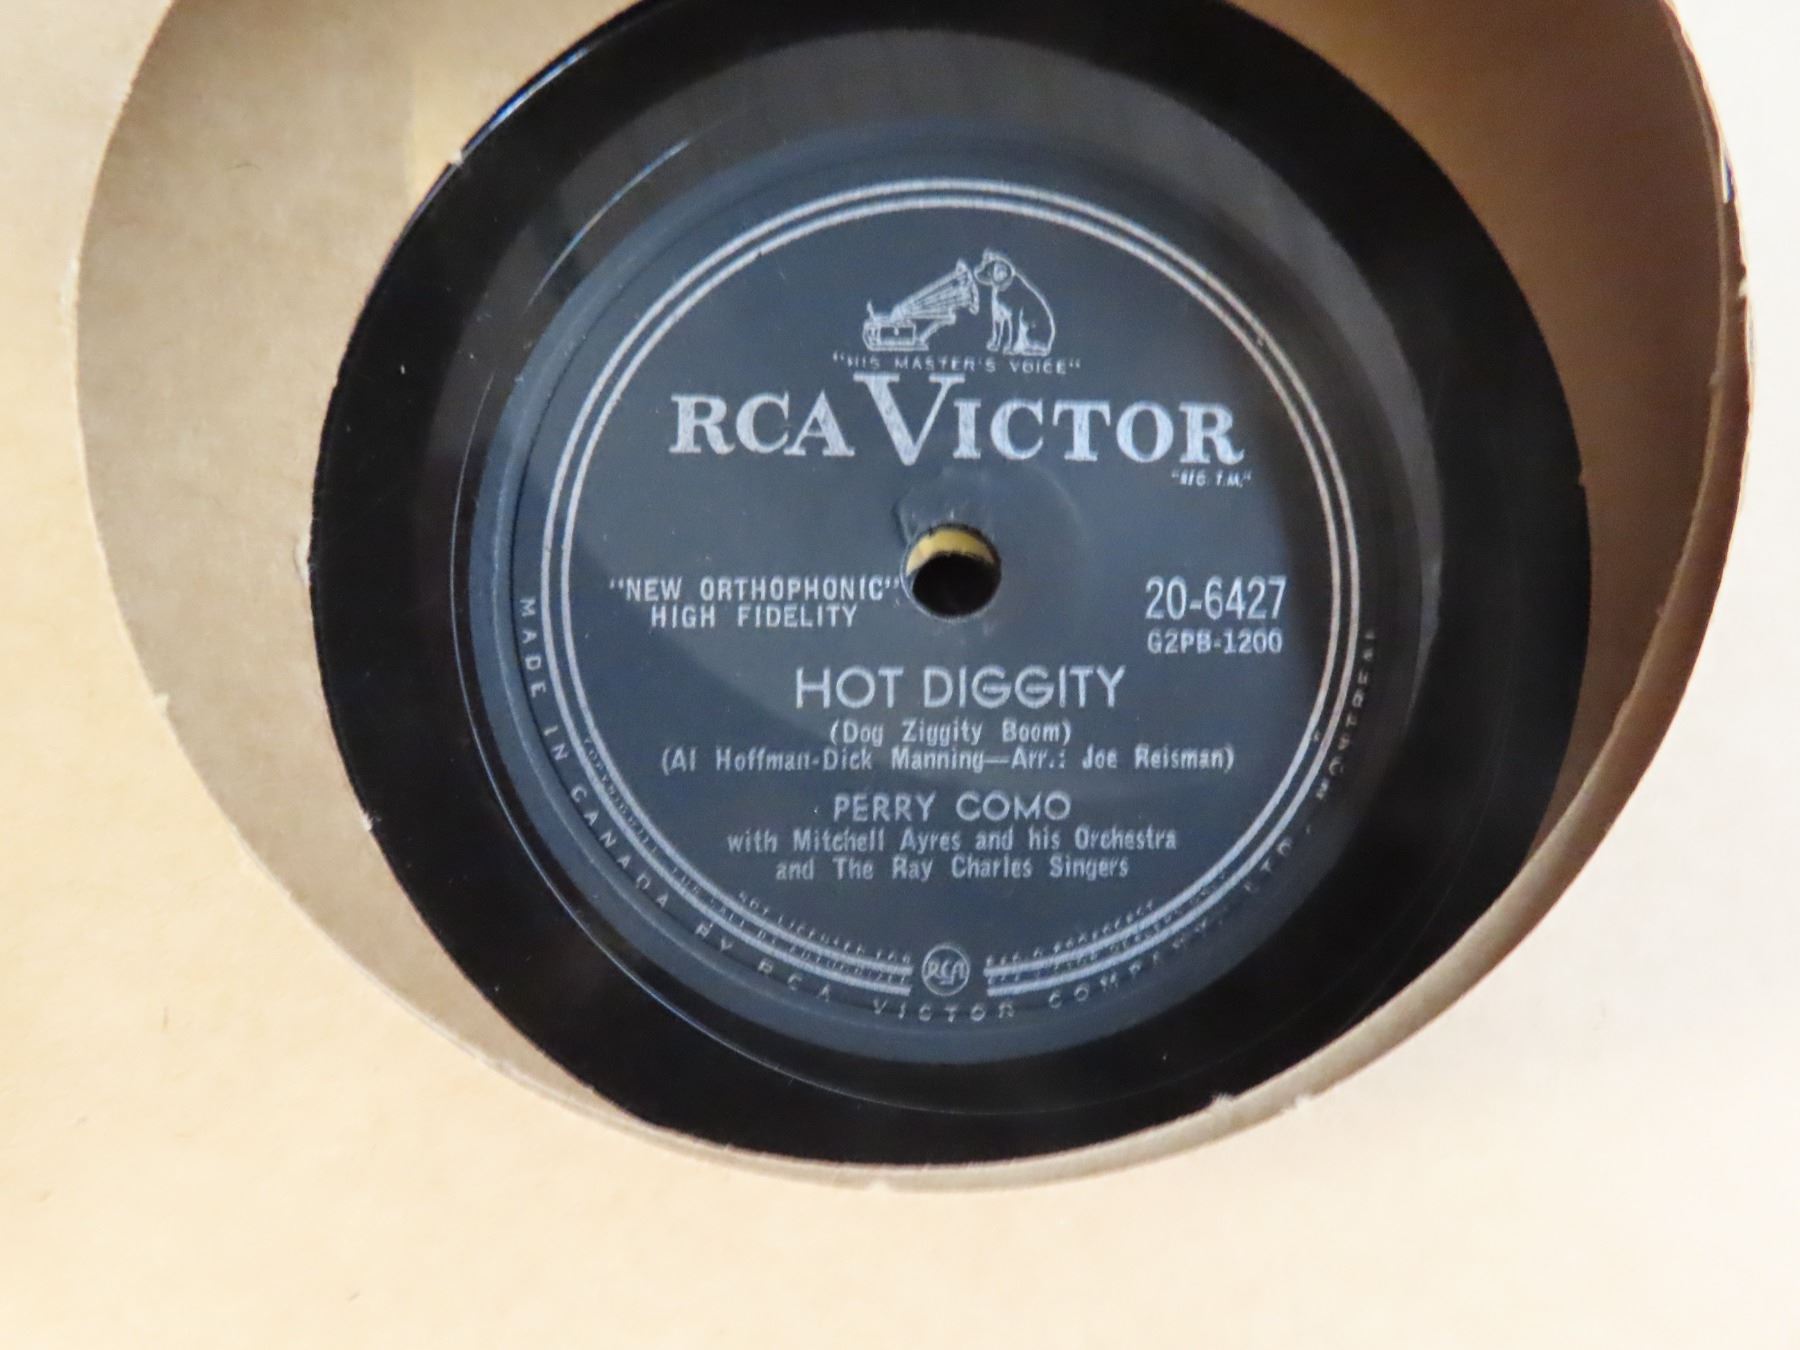 "HIS MASTER'S VOICE"
RCA VICTOR
"REG. T.M."
"NEW ORTHOPHONIC"
HIGH FIDELITY
20-6427
G2PB-1200
HOT DIGGITY
(Dog Ziggity Boom)
(Al Hoffman-Dick Manning—Arr.: Joe Reisman)
PERRY COMO
with Mitchell Ayres and his Orchestra
and The Ray Charles Singers
RCA
MADE IN CANADA BY RCA VICTOR COMPANY, LTD., MONTREAL